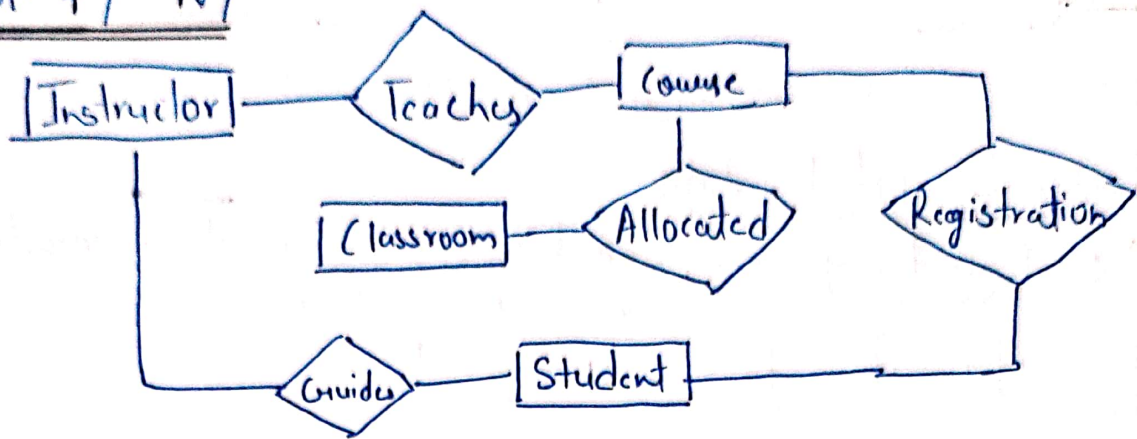 Instructor
Teaches
Course
Classroom
Allocated
Registration
Guides
Student